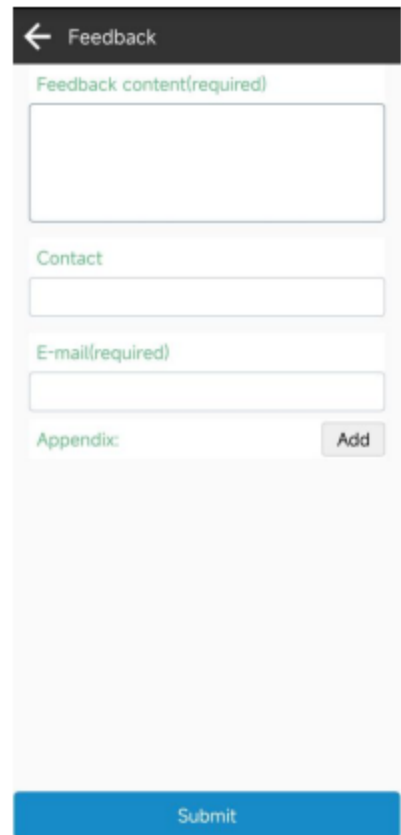 Feedback
Feedback content(required)
Contact
E-mail(required)
Appendix:
Add
Submit